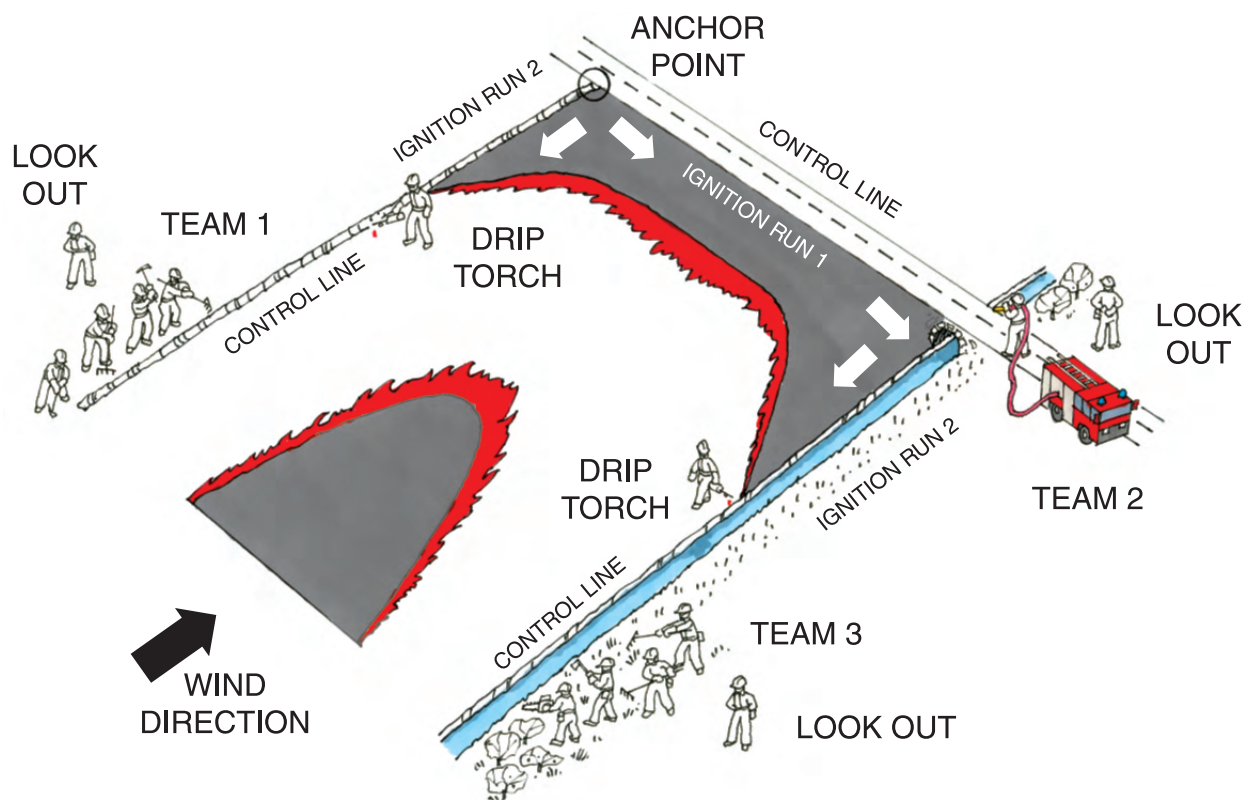 ANCHOR
POINT
IGNITION RUN 2
CONTROL LINE
LOOK
OUT
TEAM 1
IGNITION RUN 1
DRIP
TORCH
CONTROL LINE
LOOK
OUT
DRIP
TORCH
IGNITION RUN 2
TEAM 2
CONTROL LINE
TEAM 3
WIND
DIRECTION
LOOK OUT